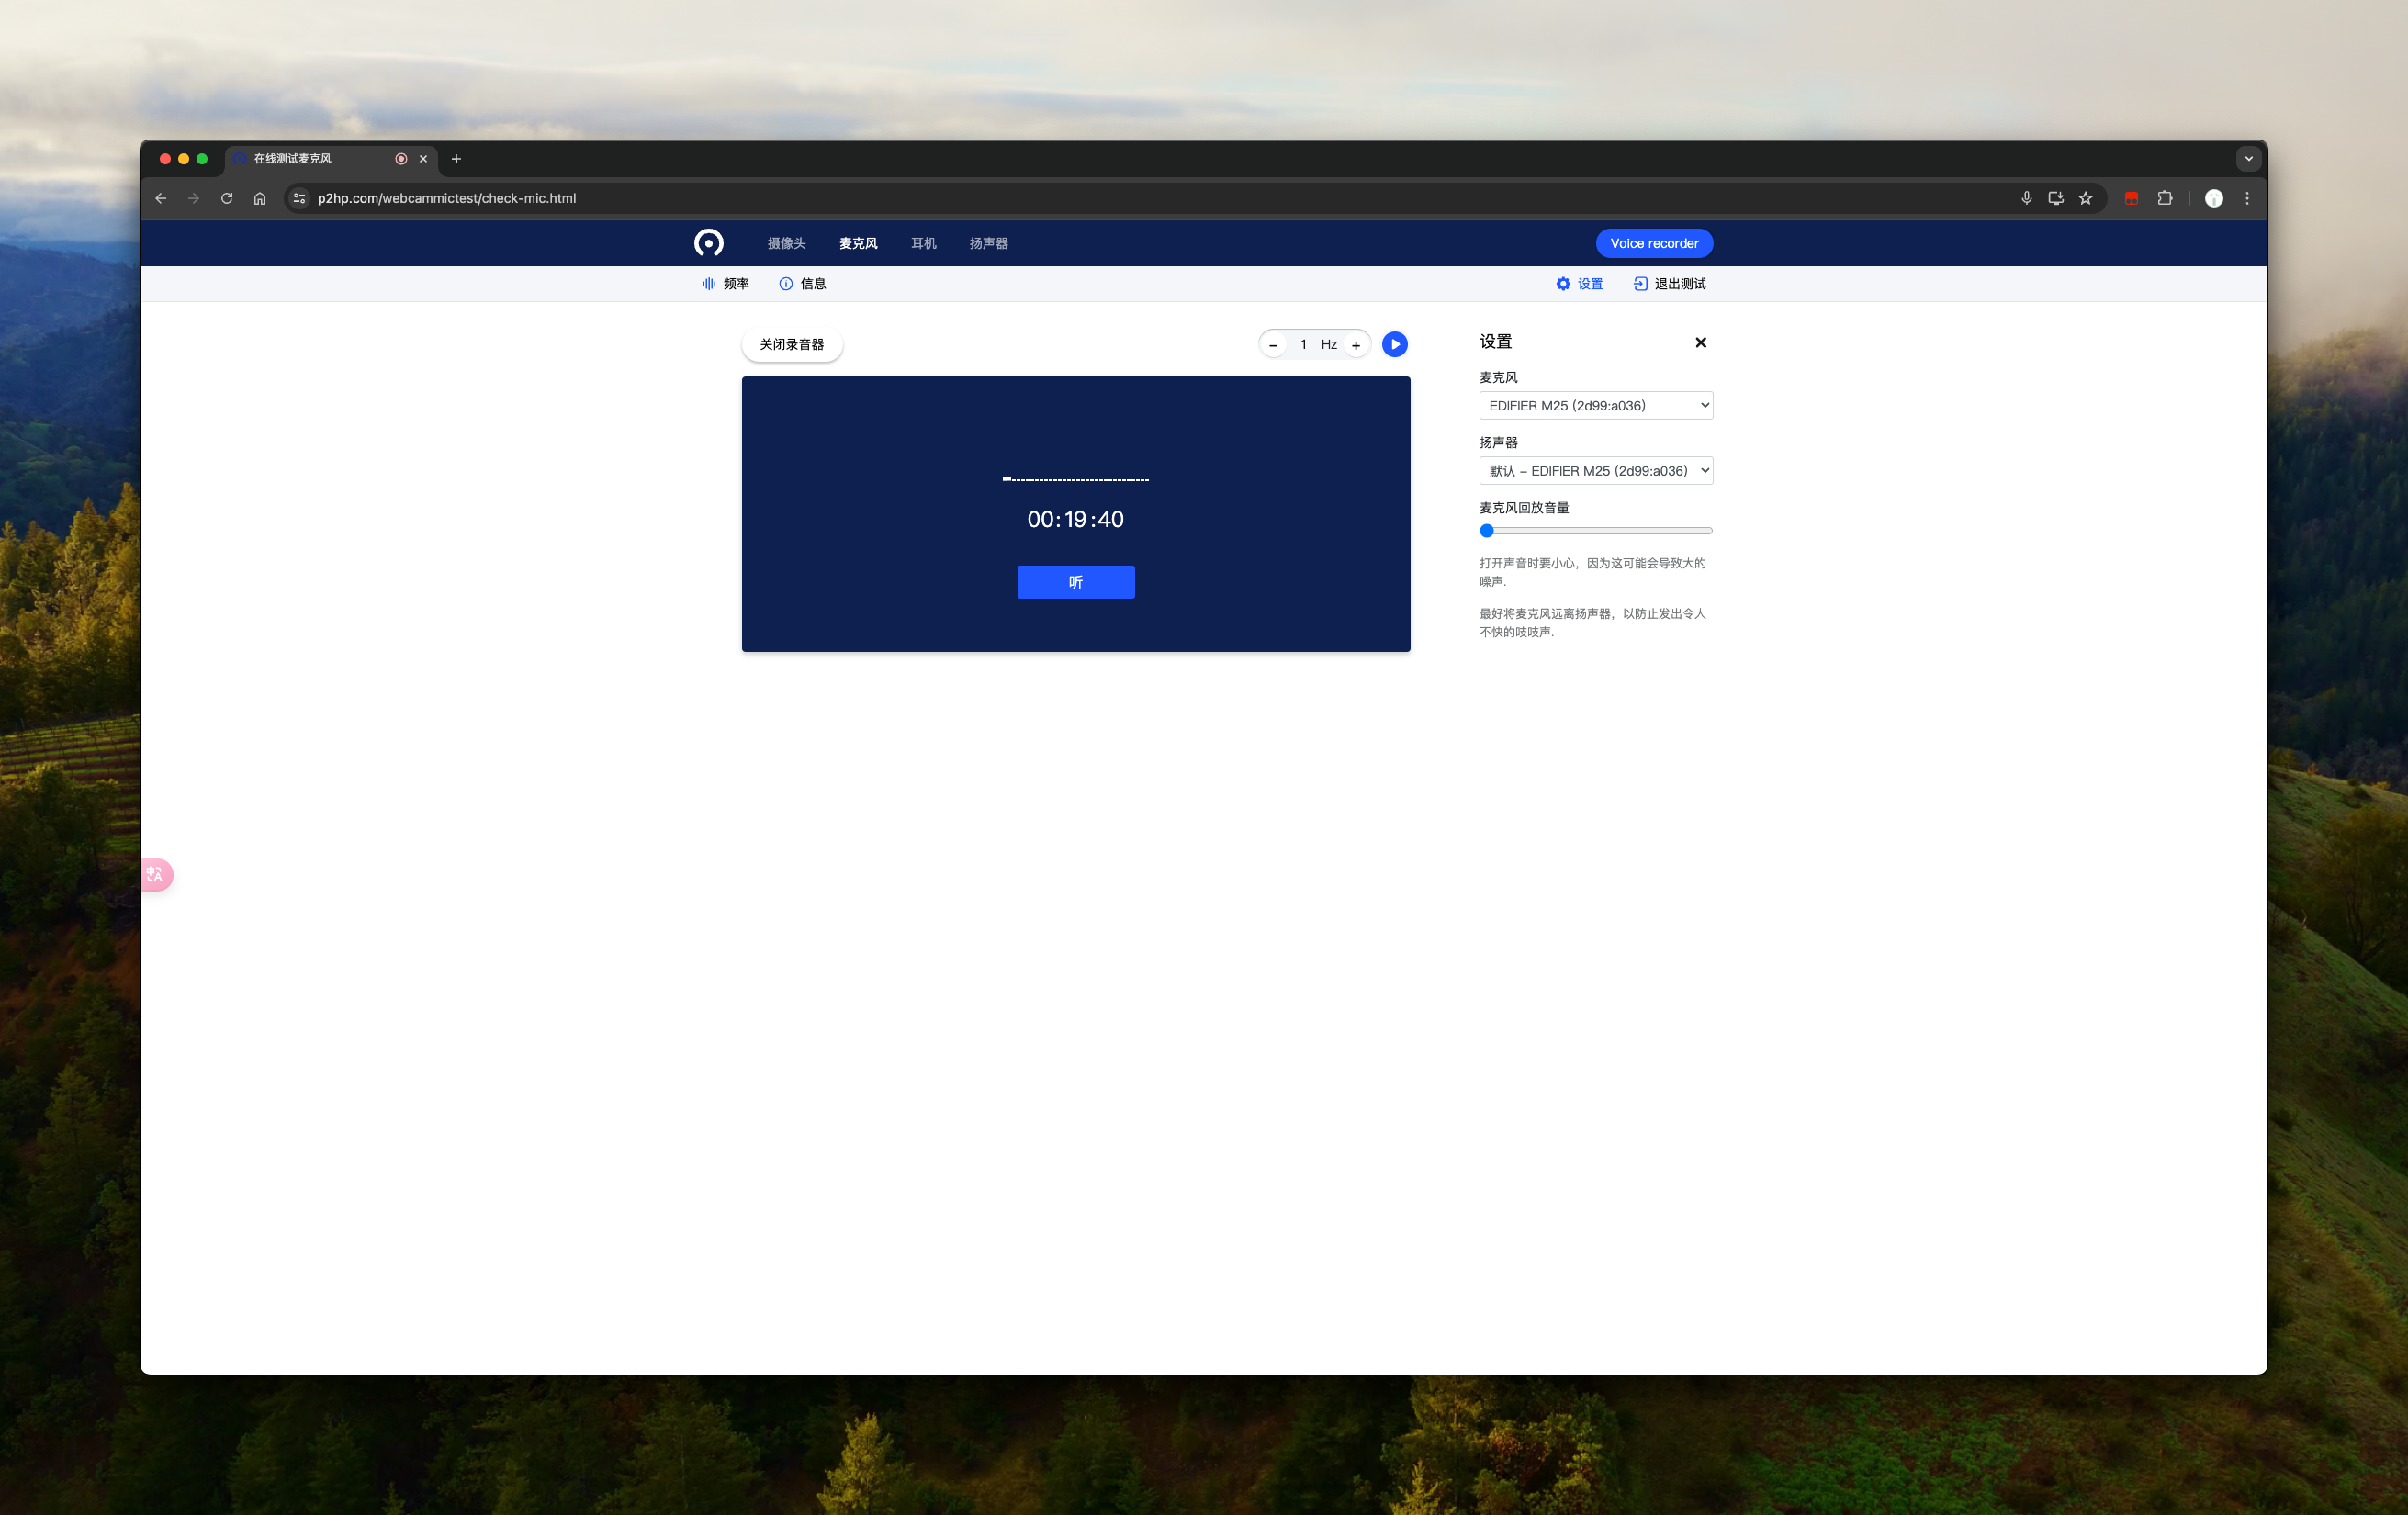 在线测试麦克风
p2hp.com/webcammictest/check-mic.html
摄像头 麦克风 耳机 扬声器 Voice recorder
频率 信息 设置 退出测试
关闭录音器 − 1 Hz +
设置
麦克风
EDIFIER M25 (2d99:a036)
扬声器
默认 - EDIFIER M25 (2d99:a036)
麦克风回放音量
00:19:40
听
打开声音时要小心，因为这可能会导致大的
噪声.
最好将麦克风远离扬声器，以防止发出令人
不快的吱吱声.